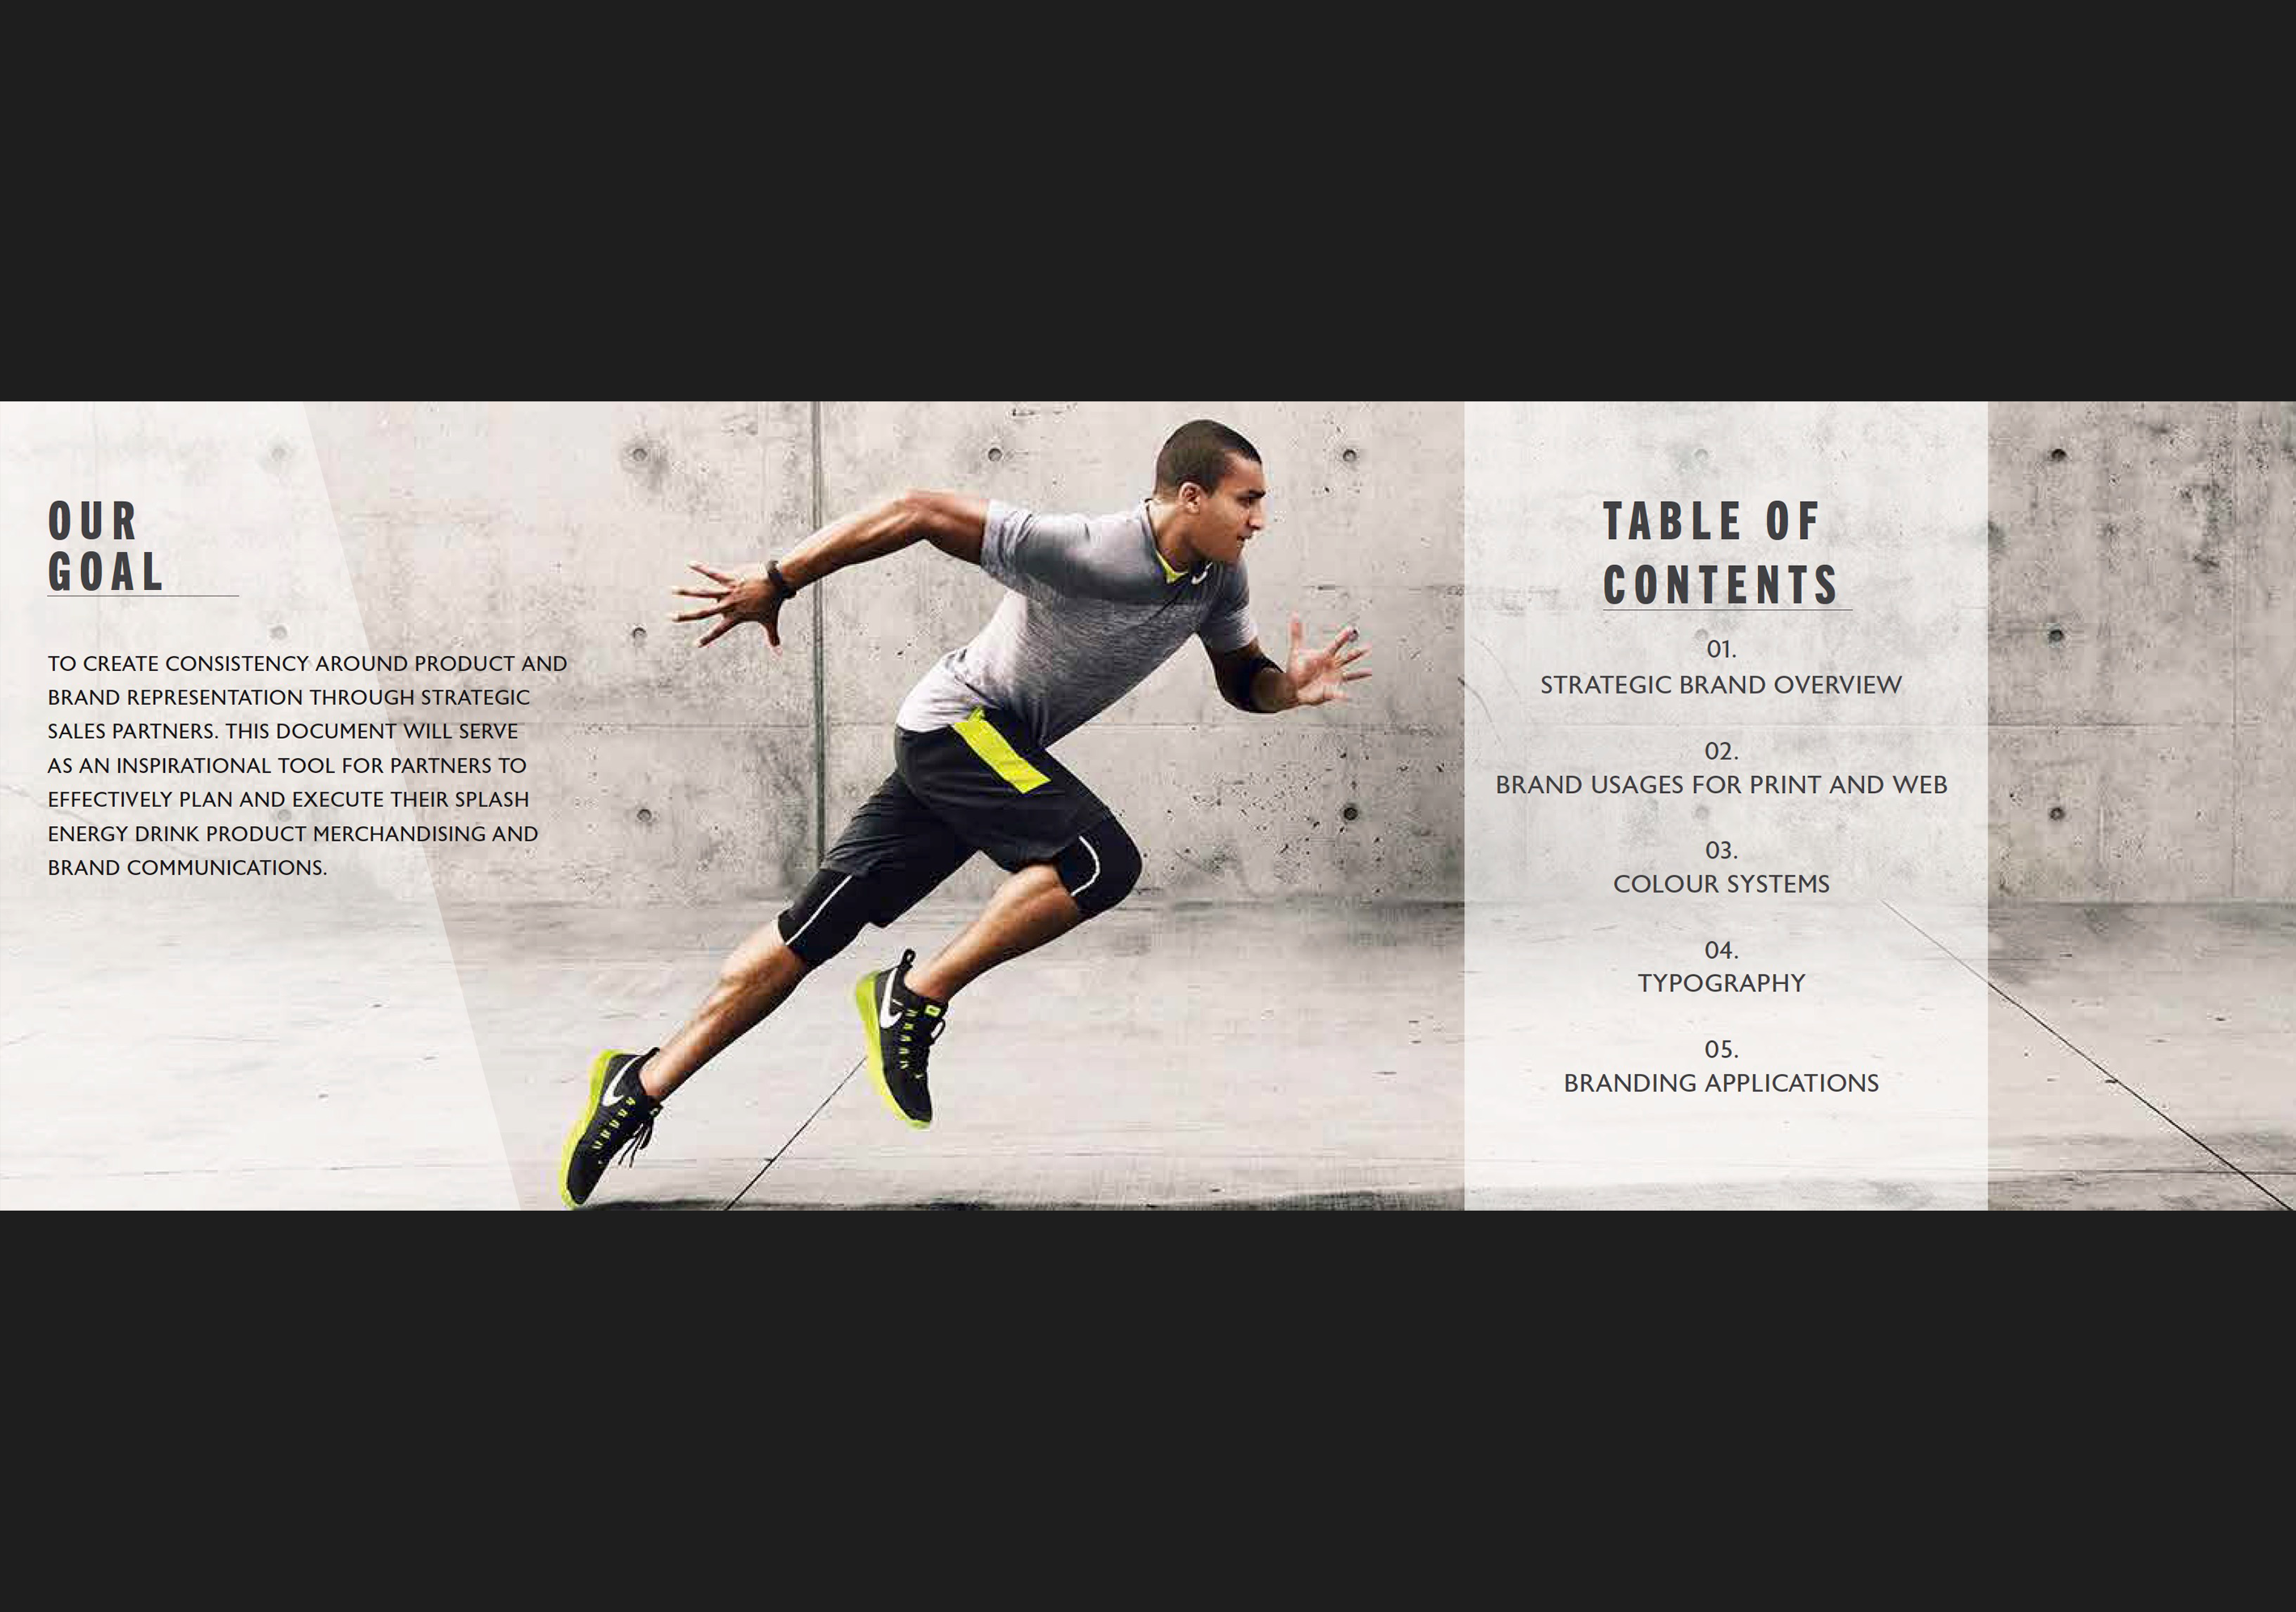 OUR
GOAL
TO CREATE CONSISTENCY AROUND PRODUCT AND
BRAND REPRESENTATION THROUGH STRATEGIC
SALES PARTNERS. THIS DOCUMENT WILL SERVE
AS AN INSPIRATIONAL TOOL FOR PARTNERS TO
EFFECTIVELY PLAN AND EXECUTE THEIR SPLASH
ENERGY DRINK PRODUCT MERCHANDISING AND
BRAND COMMUNICATIONS.
TABLE OF
CONTENTS
01.
STRATEGIC BRAND OVERVIEW
02.
BRAND USAGES FOR PRINT AND WEB
03.
COLOUR SYSTEMS
04.
TYPOGRAPHY
05.
BRANDING APPLICATIONS